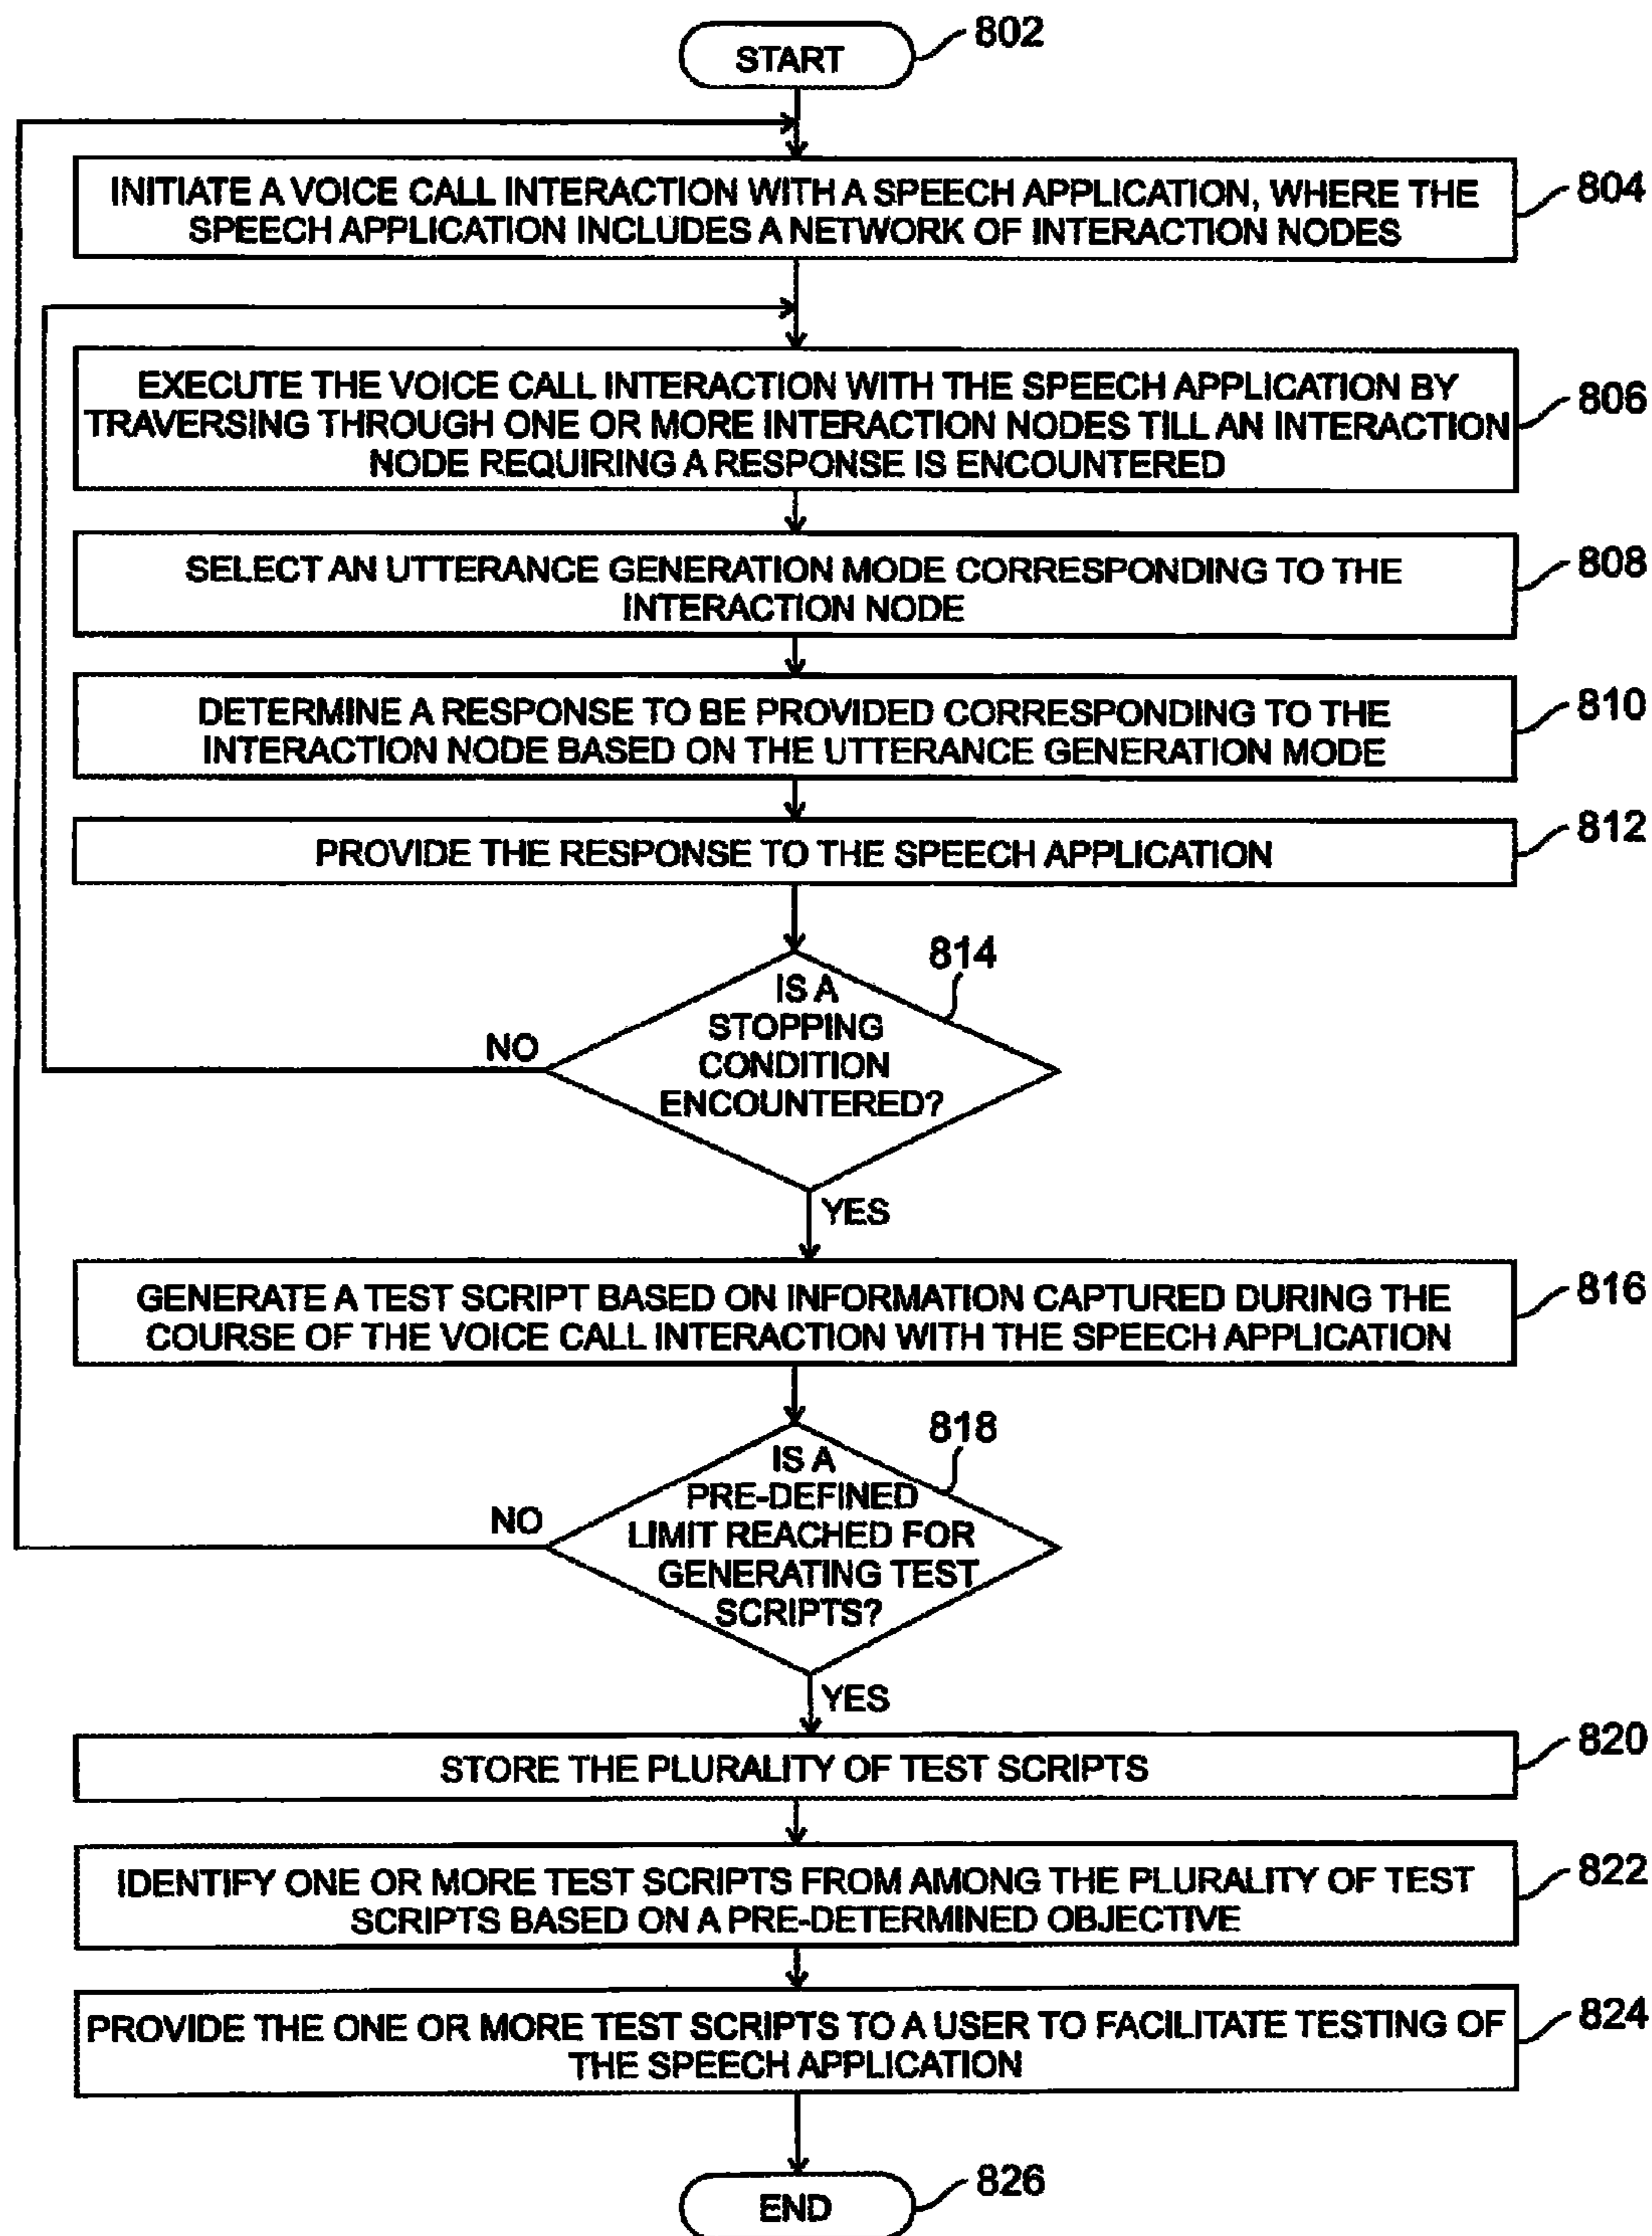 START
802
INITIATE A VOICE CALL INTERACTION WITH A SPEECH APPLICATION, WHERE THE
SPEECH APPLICATION INCLUDES A NETWORK OF INTERACTION NODES
804
EXECUTE THE VOICE CALL INTERACTION WITH THE SPEECH APPLICATION BY
TRAVERSING THROUGH ONE OR MORE INTERACTION NODES TILL AN INTERACTION
NODE REQUIRING A RESPONSE IS ENCOUNTERED
806
SELECT AN UTTERANCE GENERATION MODE CORRESPONDING TO THE
INTERACTION NODE
808
DETERMINE A RESPONSE TO BE PROVIDED CORRESPONDING TO THE
INTERACTION NODE BASED ON THE UTTERANCE GENERATION MODE
810
PROVIDE THE RESPONSE TO THE SPEECH APPLICATION
812
814
IS A
STOPPING
CONDITION
ENCOUNTERED?
NO
YES
GENERATE A TEST SCRIPT BASED ON INFORMATION CAPTURED DURING THE
COURSE OF THE VOICE CALL INTERACTION WITH THE SPEECH APPLICATION
816
818
IS A
PRE-DEFINED
LIMIT REACHED FOR
GENERATING TEST
SCRIPTS?
NO
YES
STORE THE PLURALITY OF TEST SCRIPTS
820
IDENTIFY ONE OR MORE TEST SCRIPTS FROM AMONG THE PLURALITY OF TEST
SCRIPTS BASED ON A PRE-DETERMINED OBJECTIVE
822
PROVIDE THE ONE OR MORE TEST SCRIPTS TO A USER TO FACILITATE TESTING OF
THE SPEECH APPLICATION
824
END
826